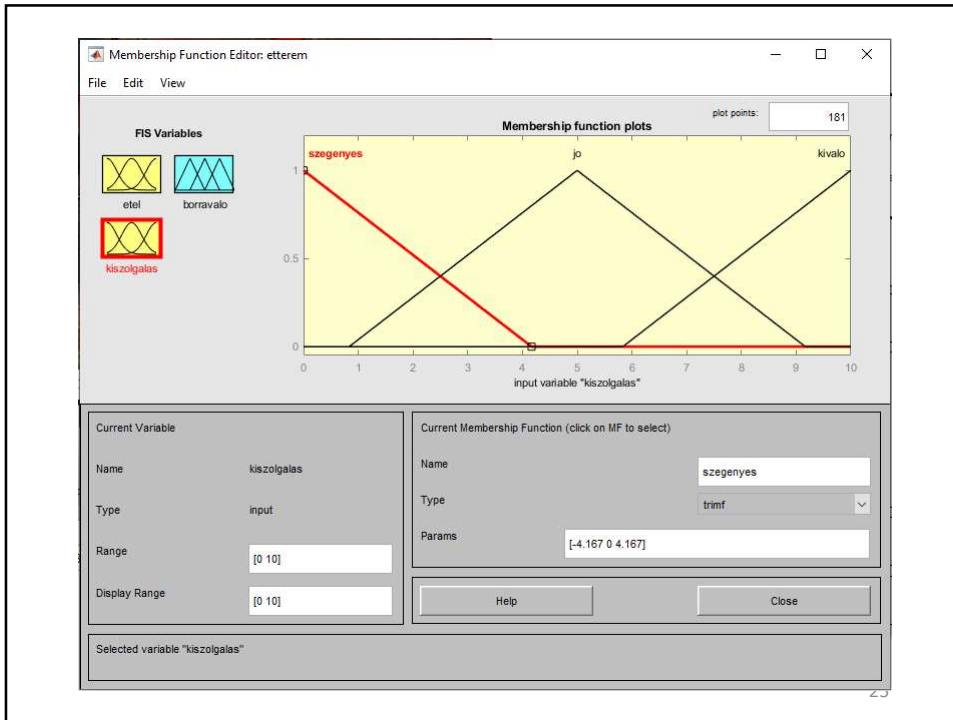 Membership Function Editor: etterem
File Edit View
FIS Variables
etel
borravalo
kiszolgalas
plot points:
181
Membership function plots
szegenyes
jo
kivalo
1
0.5
0
0 1 2 3 4 5 6 7 8 9 10
input variable "kiszolgalas"
Current Variable
Name kiszolgalas
Type input
Range [0 10]
Display Range [0 10]
Current Membership Function (click on MF to select)
Name szegenyes
Type trimf
Params [-4.167 0 4.167]
Help
Close
Selected variable "kiszolgalas"